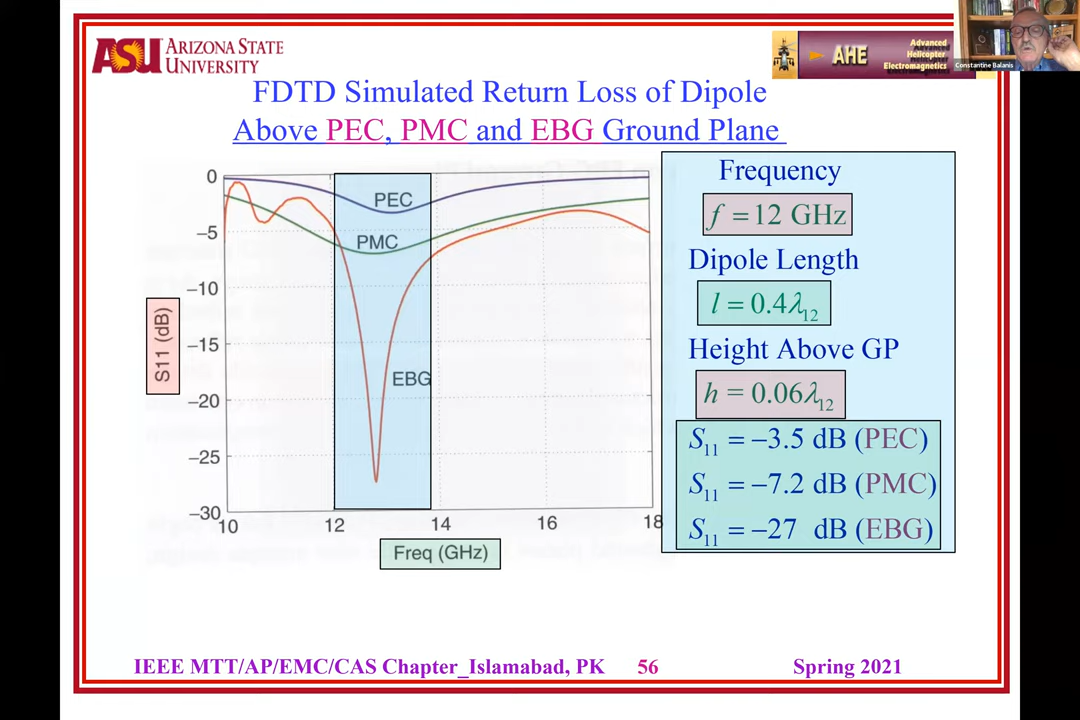 ASU ARIZONA STATE
UNIVERSITY
AHE
Advanced
Helicopter
Electromagnetics
Constantine Balanis
FDTD Simulated Return Loss of Dipole
Above PEC, PMC and EBG Ground Plane
S11 (dB)
0
−5
−10
−15
−20
−25
−30
PEC
PMC
EBG
10 12 14 16 18
Freq (GHz)
Frequency
f = 12 GHz
Dipole Length
l = 0.4λ12
Height Above GP
h = 0.06λ12
S11 = −3.5 dB (PEC)
S11 = −7.2 dB (PMC)
S11 = −27 dB (EBG)
IEEE MTT/AP/EMC/CAS Chapter_Islamabad, PK 56 Spring 2021